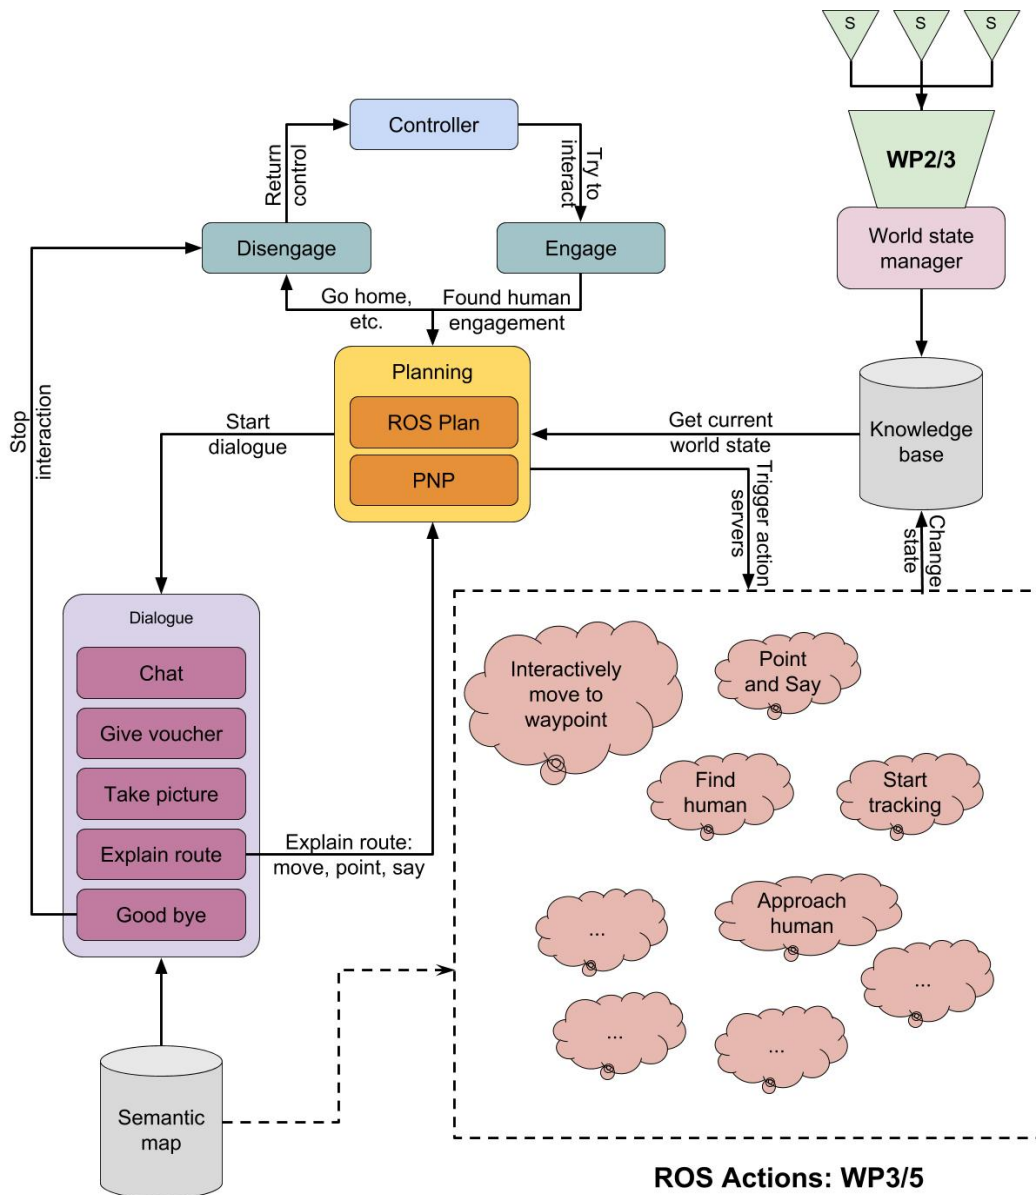 S
S
S
WP2/3
World state
manager
Controller
Return
control
Try to
interact
Disengage
Engage
Go home,
etc.
Found human
engagement
Planning
ROS Plan
PNP
Get current
world state
Knowledge
base
Start
dialogue
Stop
interaction
Trigger action
servers
Change
state
Dialogue
Chat
Give voucher
Take picture
Explain route
Good bye
Explain route:
move, point, say
Interactively
move to
waypoint
Point
and Say
Find
human
Start
tracking
...
Approach
human
...
...
...
Semantic
map
ROS Actions: WP3/5